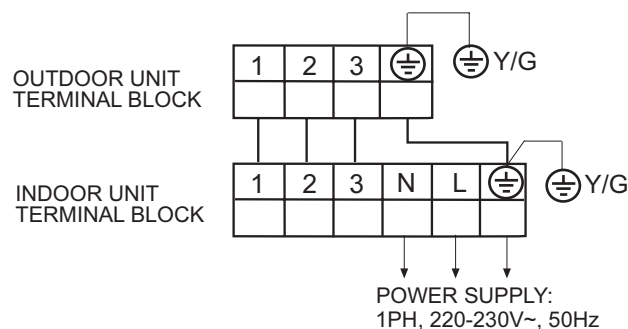 1 2 3 Y/G
OUTDOOR UNIT
TERMINAL BLOCK
1 2 3 N L Y/G
INDOOR UNIT
TERMINAL BLOCK
POWER SUPPLY:
1PH, 220-230V~, 50Hz